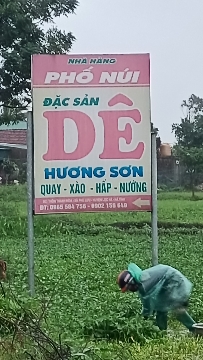 NHÀ HÀNG
PHỐ NÚI
ĐẶC SẢN
DÊ
HƯƠNG SƠN
QUAY - XÀO - HẤP - NƯỚNG